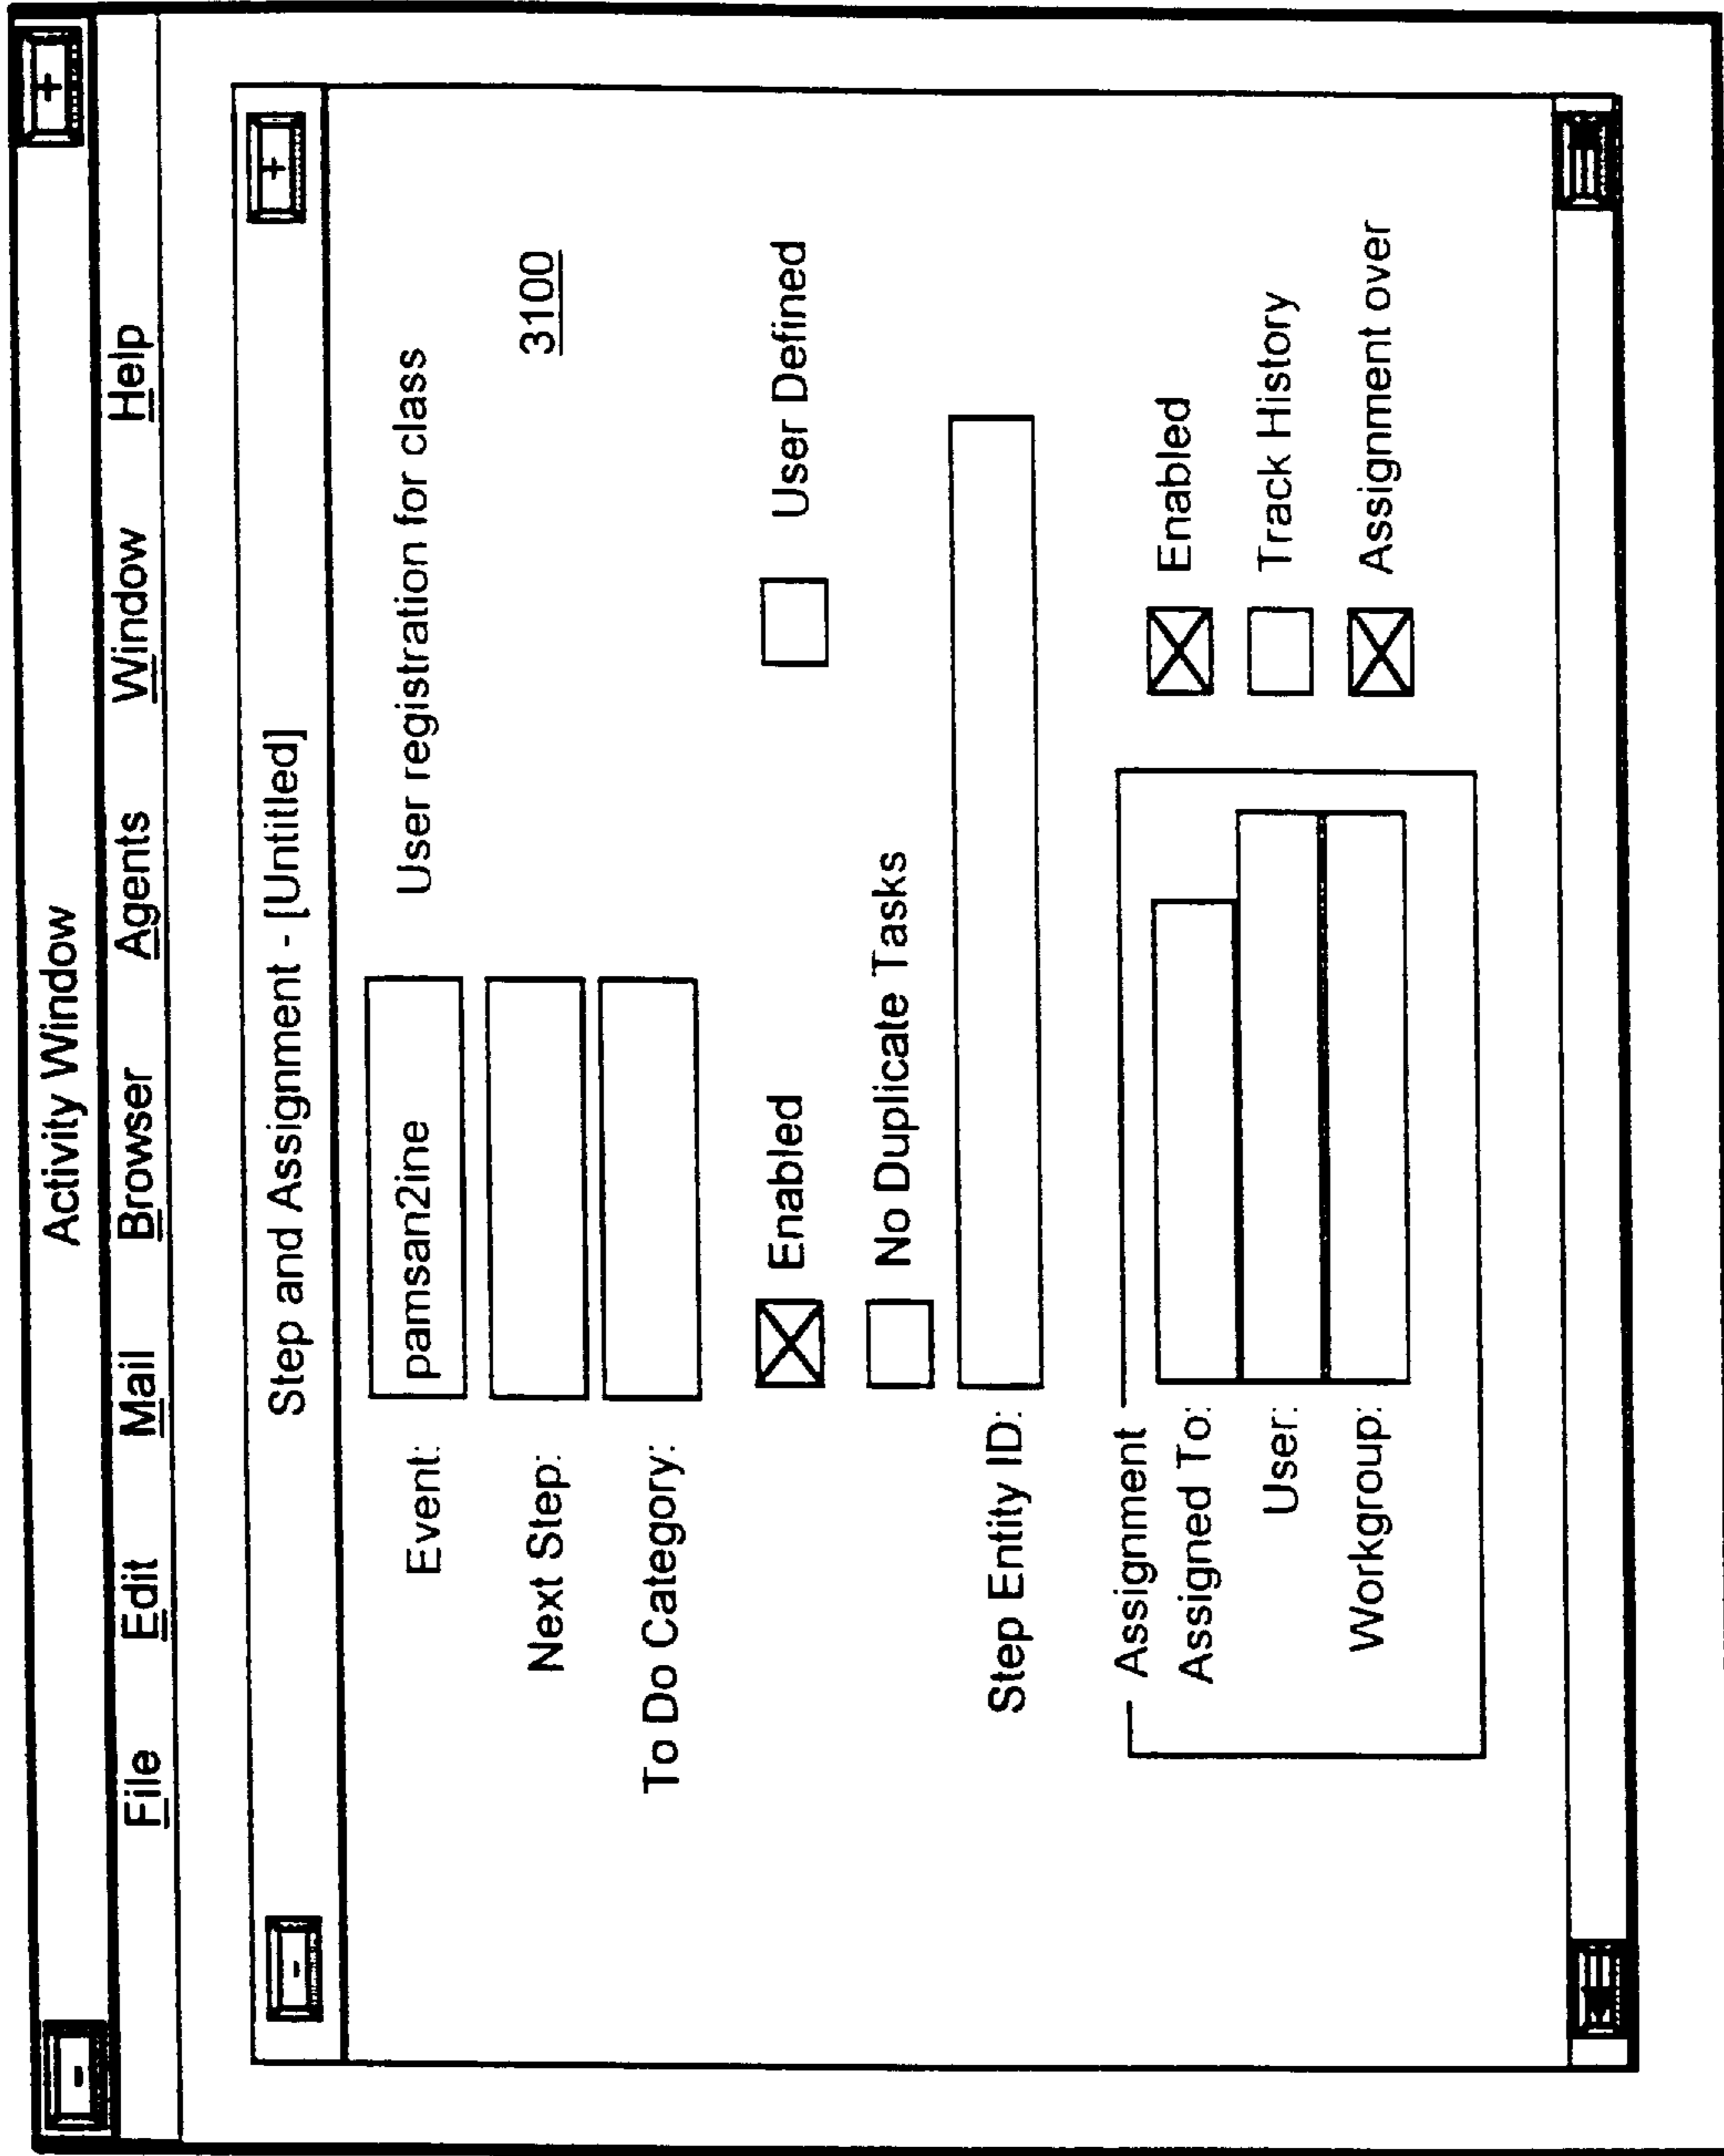 Activity Window
File Edit Mail Browser Agents Window Help
Step and Assignment - [Untitled]
Event: pamsan2ine User registration for class
Next Step: 3100
To Do Category:
Enabled User Defined
No Duplicate Tasks
Step Entity ID:
Assignment Enabled
Assigned To:
User: Track History
Workgroup: Assignment over